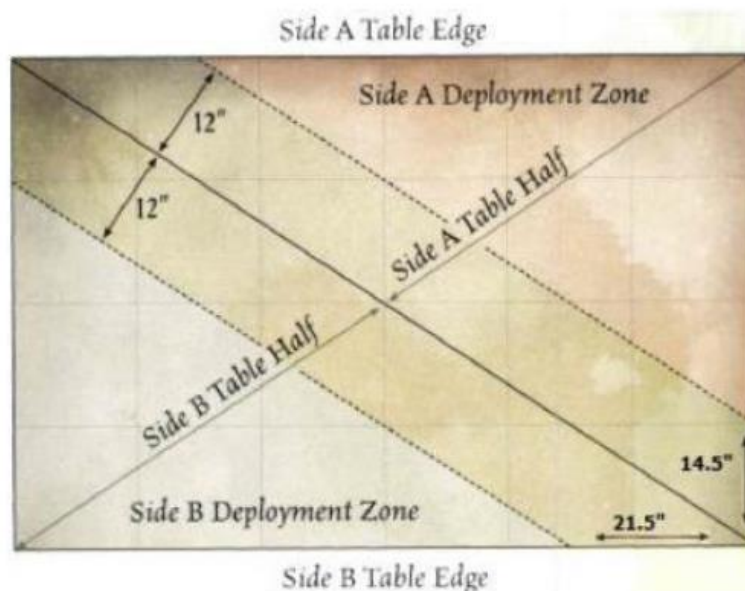 Side A Table Edge
Side A Deployment Zone
12"
12"
Side A Table Half
Side B Table Half
14.5"
21.5"
Side B Deployment Zone
Side B Table Edge